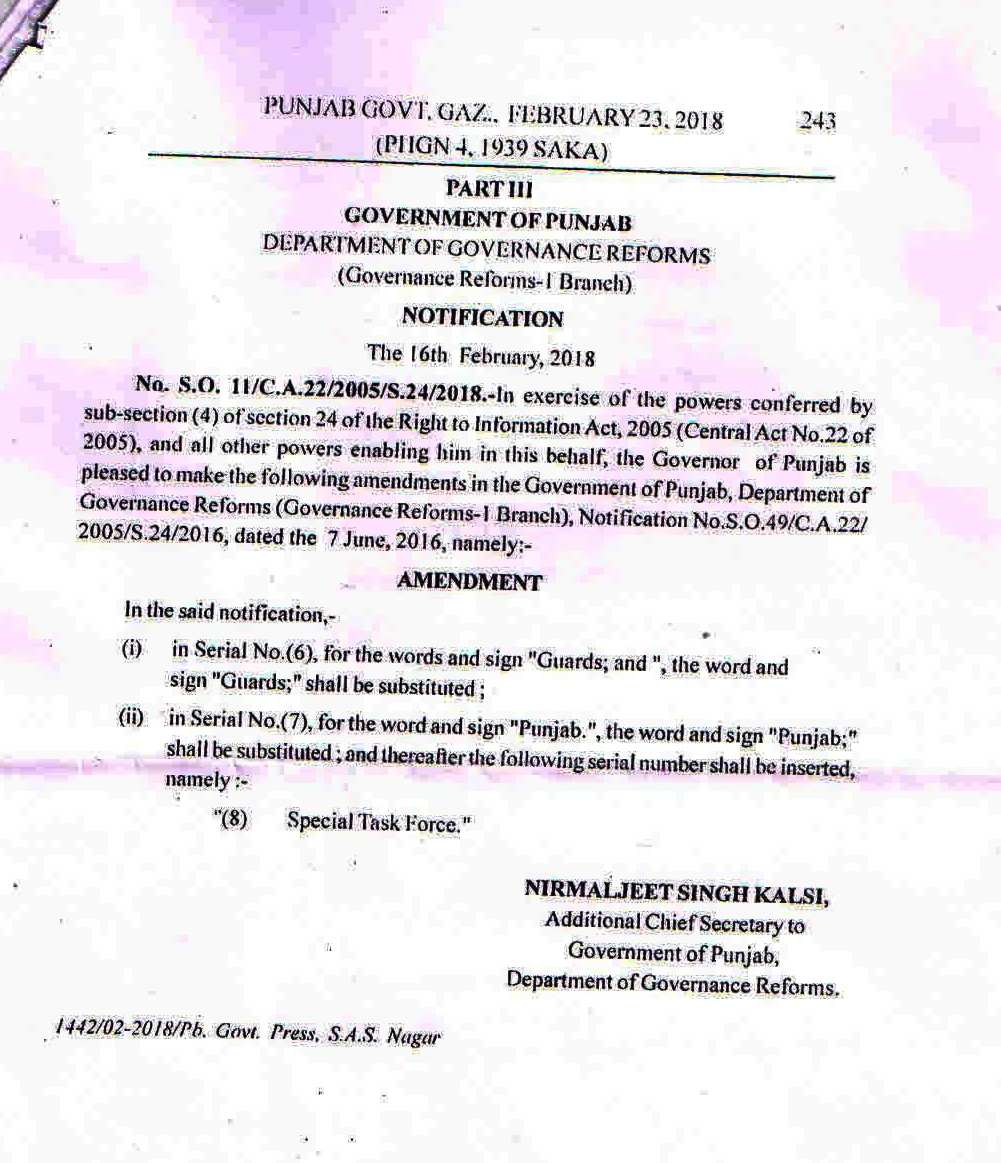 PUNJAB GOVT. GAZ., FEBRUARY 23, 2018 243
(PHGN 4, 1939 SAKA)
PART III
GOVERNMENT OF PUNJAB
DEPARTMENT OF GOVERNANCE REFORMS
(Governance Reforms-I Branch)
NOTIFICATION
The 16th February, 2018
No. S.O. 11/C.A.22/2005/S.24/2018.-In exercise of the powers conferred by
sub-section (4) of section 24 of the Right to Information Act, 2005 (Central Act No.22 of
2005), and all other powers enabling him in this behalf, the Governor of Punjab is
pleased to make the following amendments in the Government of Punjab, Department of
Governance Reforms (Governance Reforms-I Branch), Notification No.S.O.49/C.A.22/
2005/S.24/2016, dated the 7 June, 2016, namely:-
AMENDMENT
In the said notification,-
(i) in Serial No.(6), for the words and sign "Guards; and ", the word and
sign "Guards;" shall be substituted ;
(ii) in Serial No.(7), for the word and sign "Punjab.", the word and sign "Punjab;"
shall be substituted ; and thereafter the following serial number shall be inserted,
namely :-
"(8) Special Task Force."
NIRMALJEET SINGH KALSI,
Additional Chief Secretary to
Government of Punjab,
Department of Governance Reforms.
1442/02-2018/Pb. Govt. Press, S.A.S. Nagar